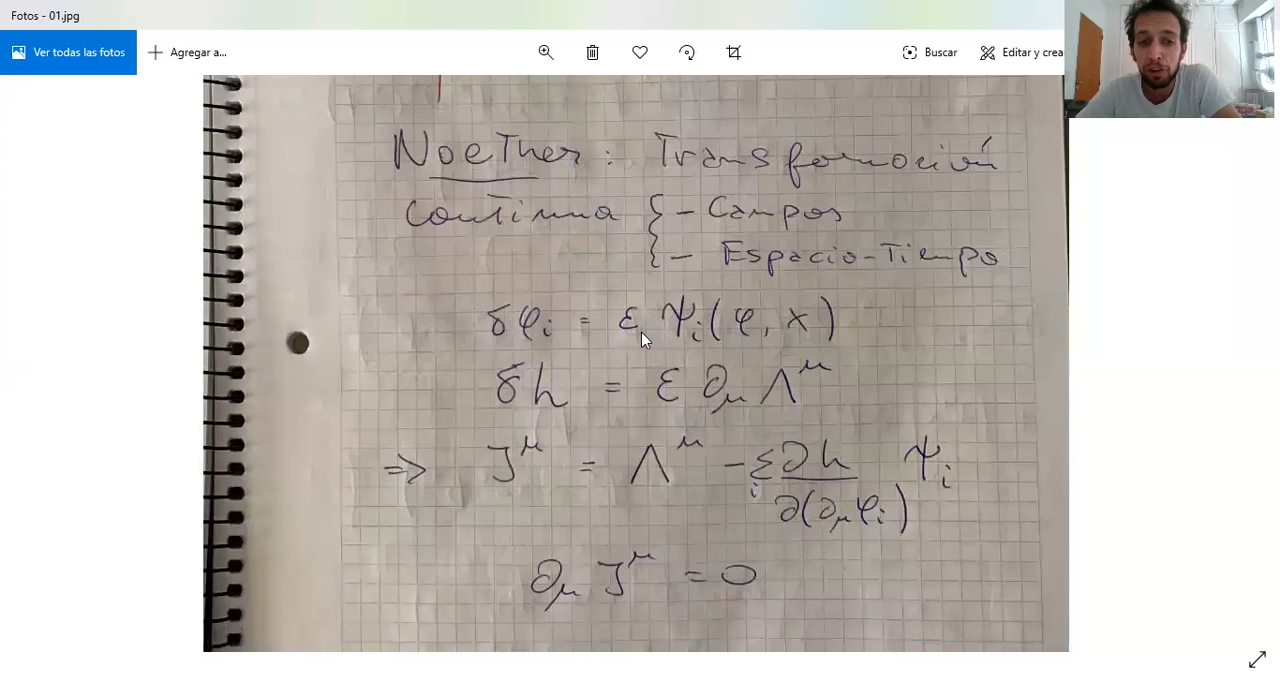 Fotos - 01.jpg
Ver todas las fotos
Agregar a...
Buscar
Editar y crea
Noether: Transformación
continua { - Campos
{ - Espacio-Tiempo
δφi = ε ψi(φ, x)
δL = ε ∂μ Λ^μ
⇒ J^μ = Λ^μ - Σi ∂L/∂(∂μφi) ψi
∂μ J^μ = 0